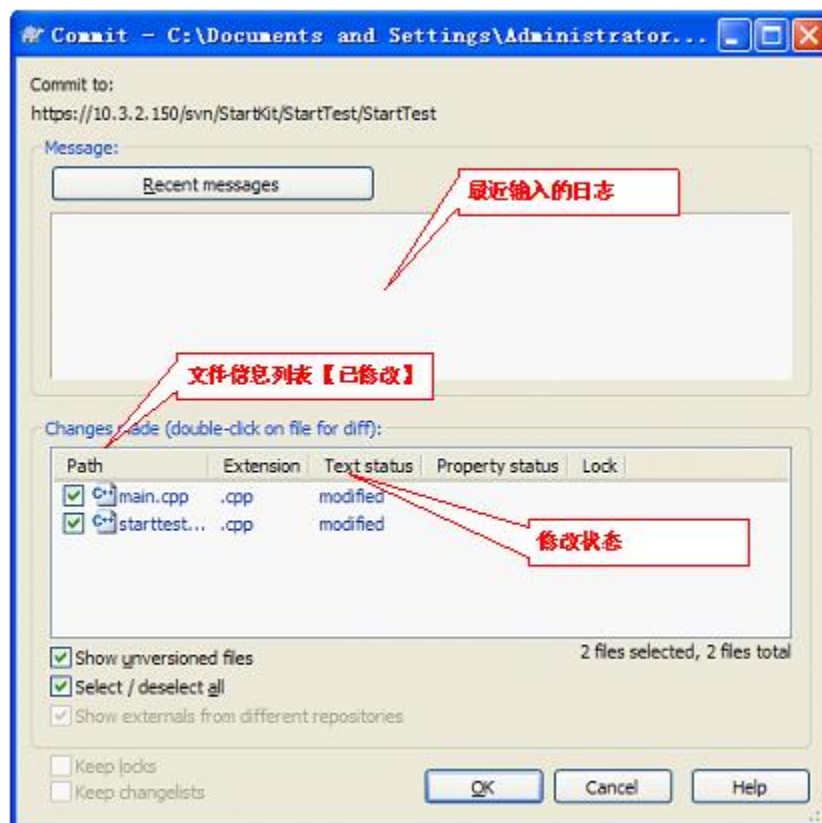 Commit - C:\Documents and Settings\Administrator...
Commit to:
https://10.3.2.150/svn/StartKit/StartTest/StartTest
Message:
Recent messages
最近输入的日志
文件信息列表【已修改】
Changes made (double-click on file for diff):
Path Extension Text status Property status Lock
main.cpp .cpp modified
starttest... .cpp modified
修改状态
Show unversioned files
2 files selected, 2 files total
Select / deselect all
Show externals from different repositories
Keep locks
Keep changelists
OK Cancel Help